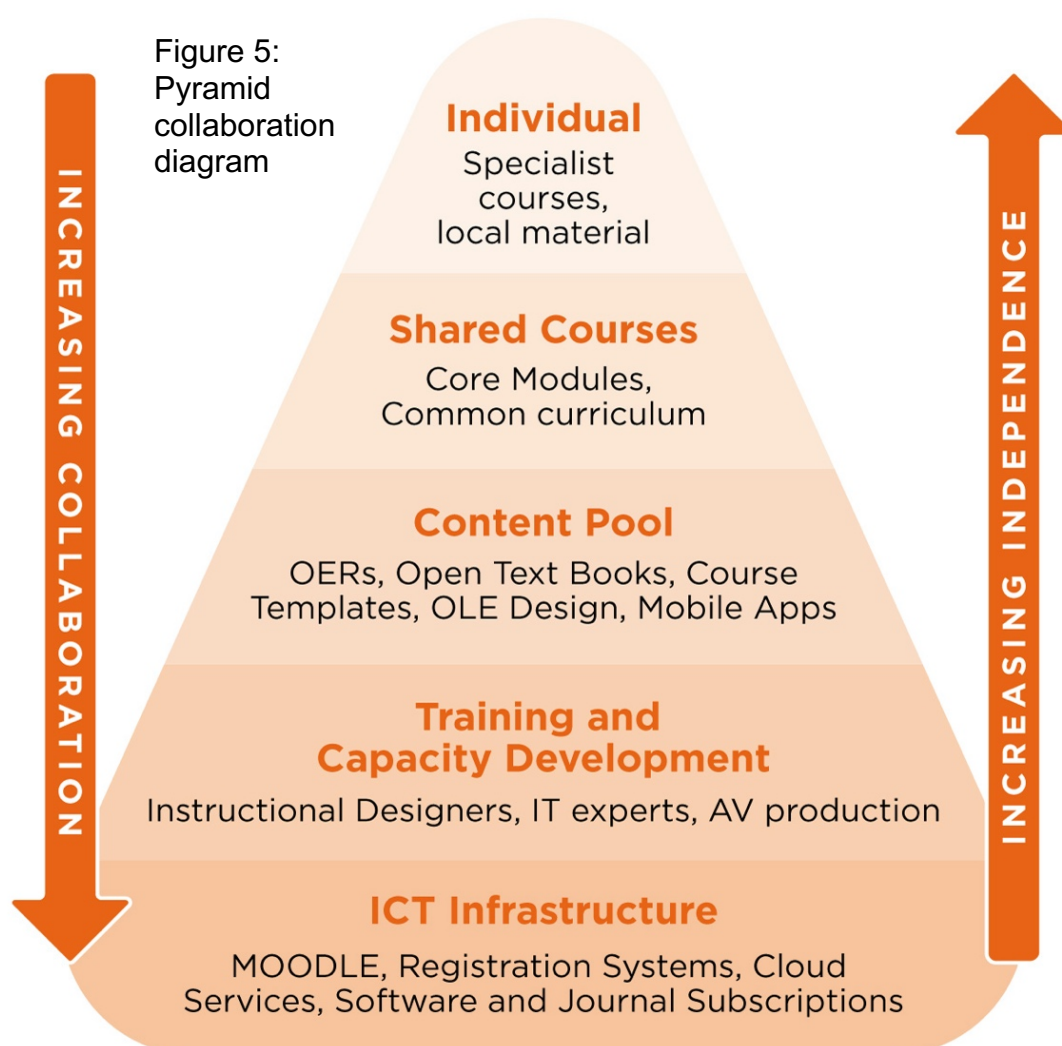 Figure 5:
Pyramid
collaboration
diagram
INCREASING COLLABORATION
Individual
Specialist
courses,
local material
Shared Courses
Core Modules,
Common curriculum
Content Pool
OERs, Open Text Books, Course
Templates, OLE Design, Mobile Apps
Training and
Capacity Development
Instructional Designers, IT experts, AV production
ICT Infrastructure
MOODLE, Registration Systems, Cloud
Services, Software and Journal Subscriptions
INCREASING INDEPENDENCE